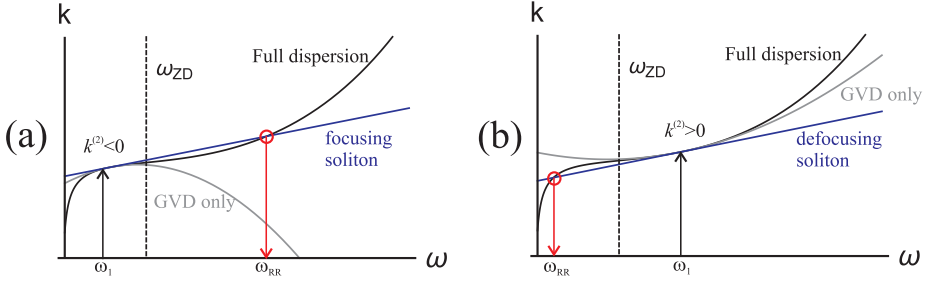 k
ω_ZD
Full dispersion
(a)
k^(2)<0
focusing
soliton
GVD only
ω
ω_1
ω_RR
k
ω_ZD
Full dispersion
GVD only
(b)
k^(2)>0
defocusing
soliton
ω
ω_RR
ω_1